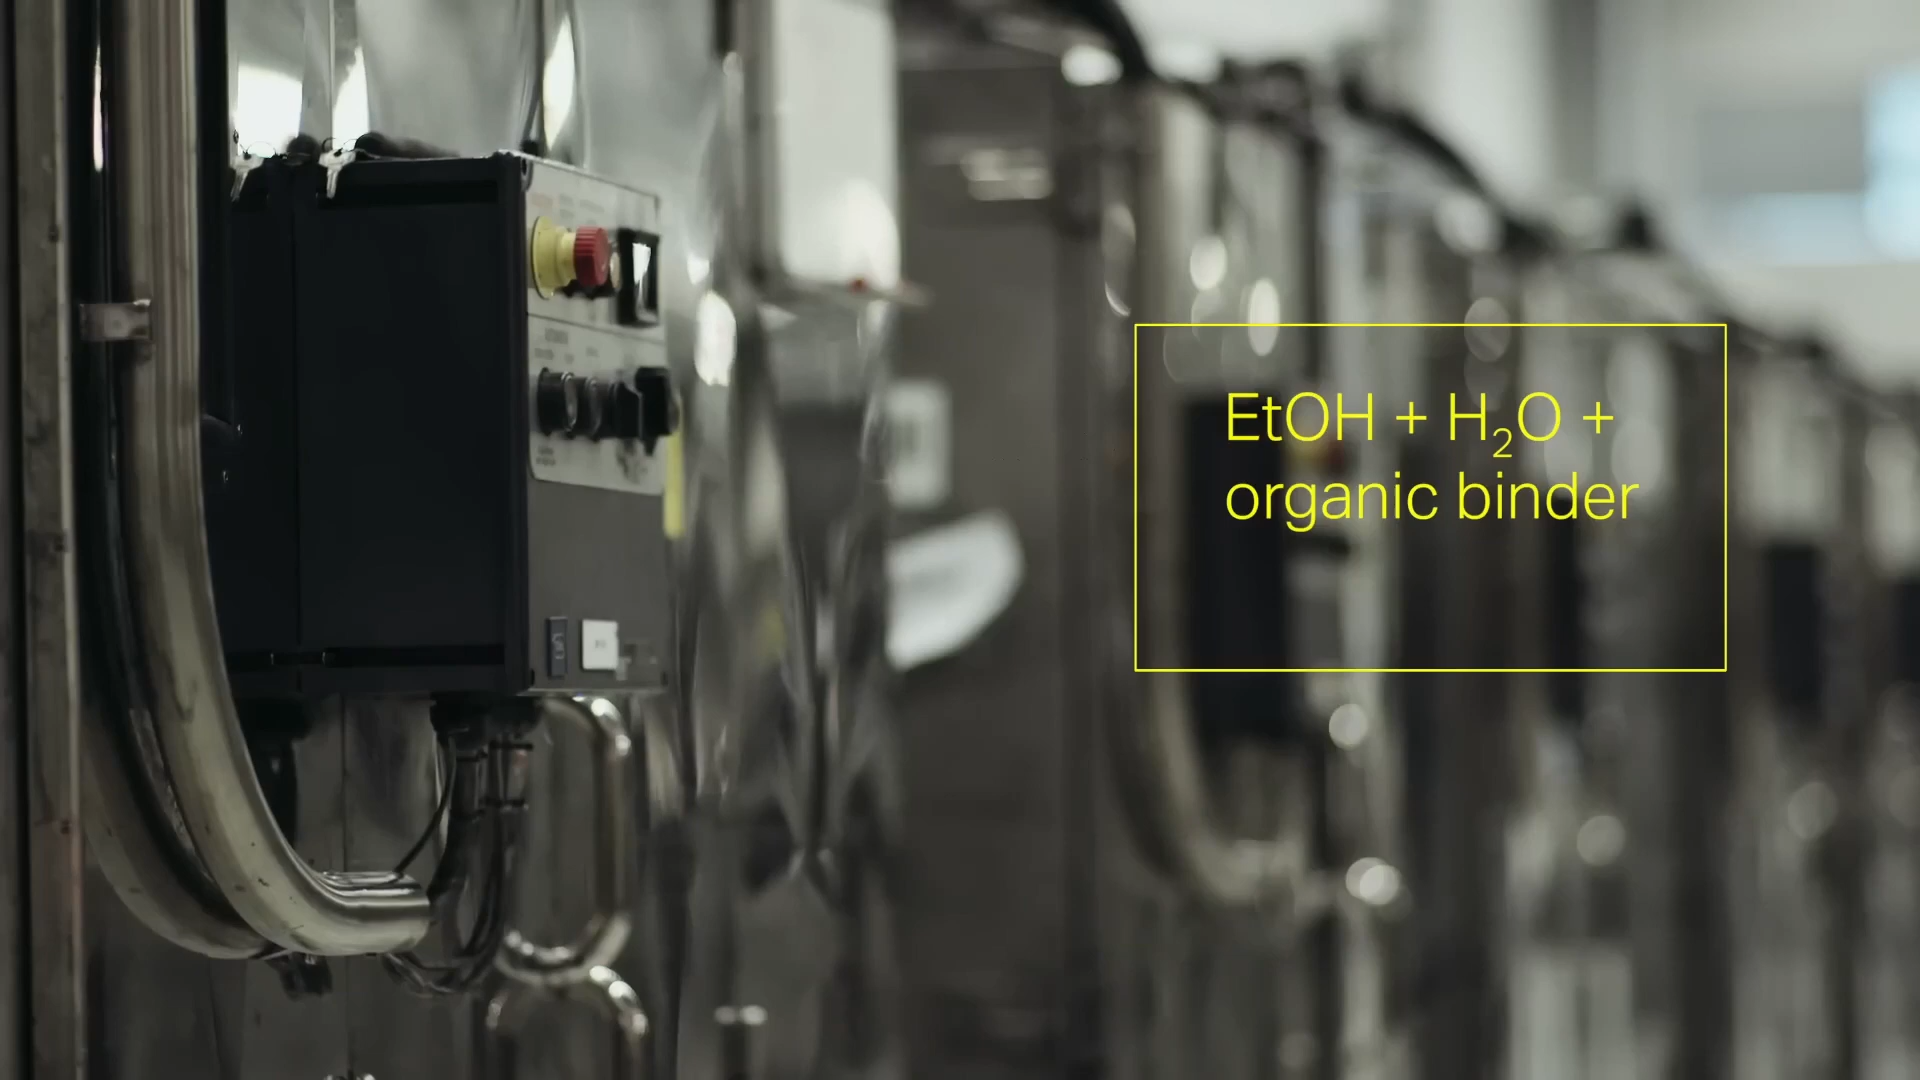 EtOH + H₂O +
organic binder